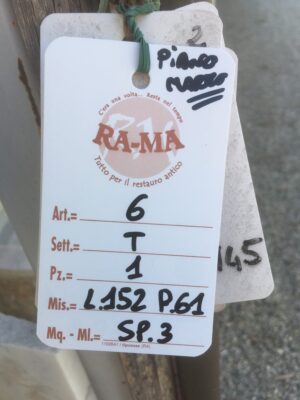 PIANO
MARMO
C'era una volta... Resta nel tempo
RA-MA
Tutto per il restauro antico
Art.= 6
Sett.= T
Pz.= 1
Mis.= L.152 P.61
Mq. - Ml.= SP.3
2
145